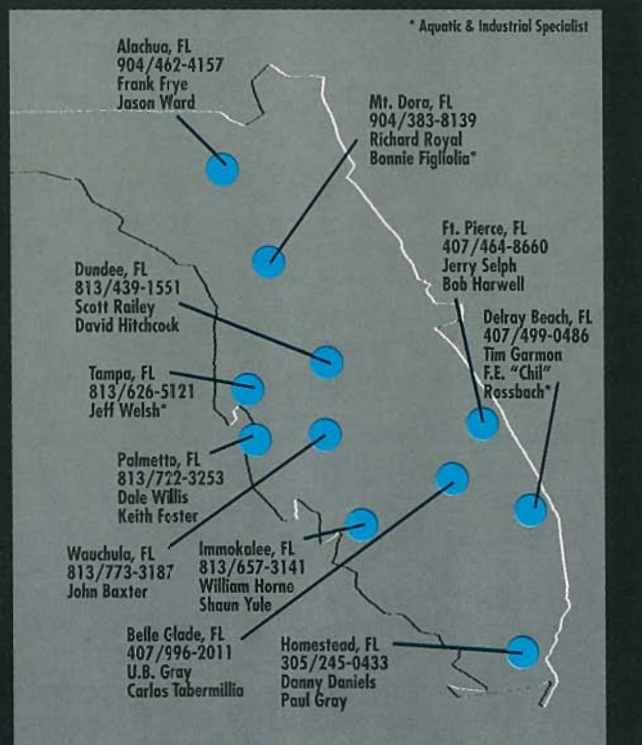 * Aquatic & Industrial Specialist
Alachua, FL
904/462-4157
Frank Frye
Jason Ward
Mt. Dora, FL
904/383-8139
Richard Royal
Bonnie Figliolia*
Ft. Pierce, FL
407/464-8660
Jerry Selph
Bob Harwell
Dundee, FL
813/439-1551
Scott Railey
David Hitchcock
Delray Beach, FL
407/499-0486
Tim Garmon
F.E. "Chil"
Rossbach*
Tampa, FL
813/626-5121
Jeff Welsh*
Palmetto, FL
813/722-3253
Dale Willis
Keith Foster
Wauchula, FL
813/773-3187
John Baxter
Immokalee, FL
813/657-3141
William Horne
Shaun Yule
Belle Glade, FL
407/996-2011
U.B. Gray
Carlos Tabermillia
Homestead, FL
305/245-0433
Danny Daniels
Paul Gray